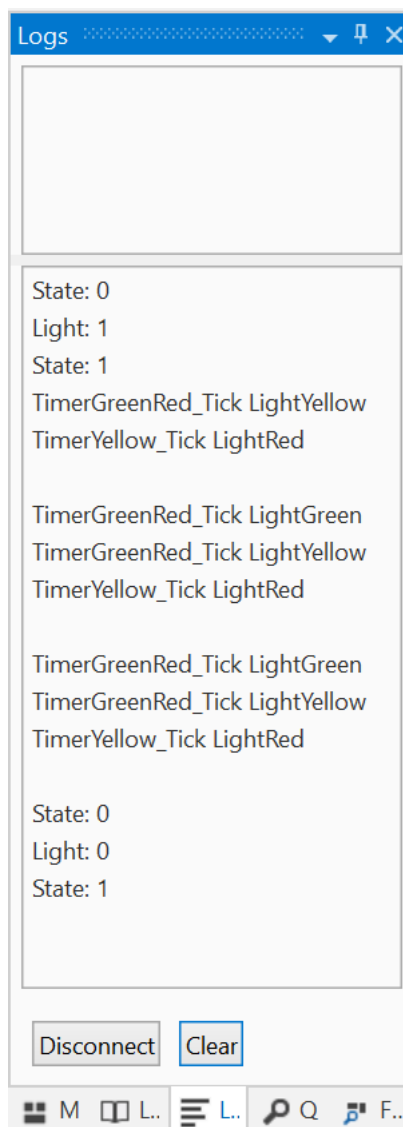 Logs
State: 0
Light: 1
State: 1
TimerGreenRed_Tick LightYellow
TimerYellow_Tick LightRed
TimerGreenRed_Tick LightGreen
TimerGreenRed_Tick LightYellow
TimerYellow_Tick LightRed
TimerGreenRed_Tick LightGreen
TimerGreenRed_Tick LightYellow
TimerYellow_Tick LightRed
State: 0
Light: 0
State: 1
Disconnect Clear
M L.. L.. Q F..